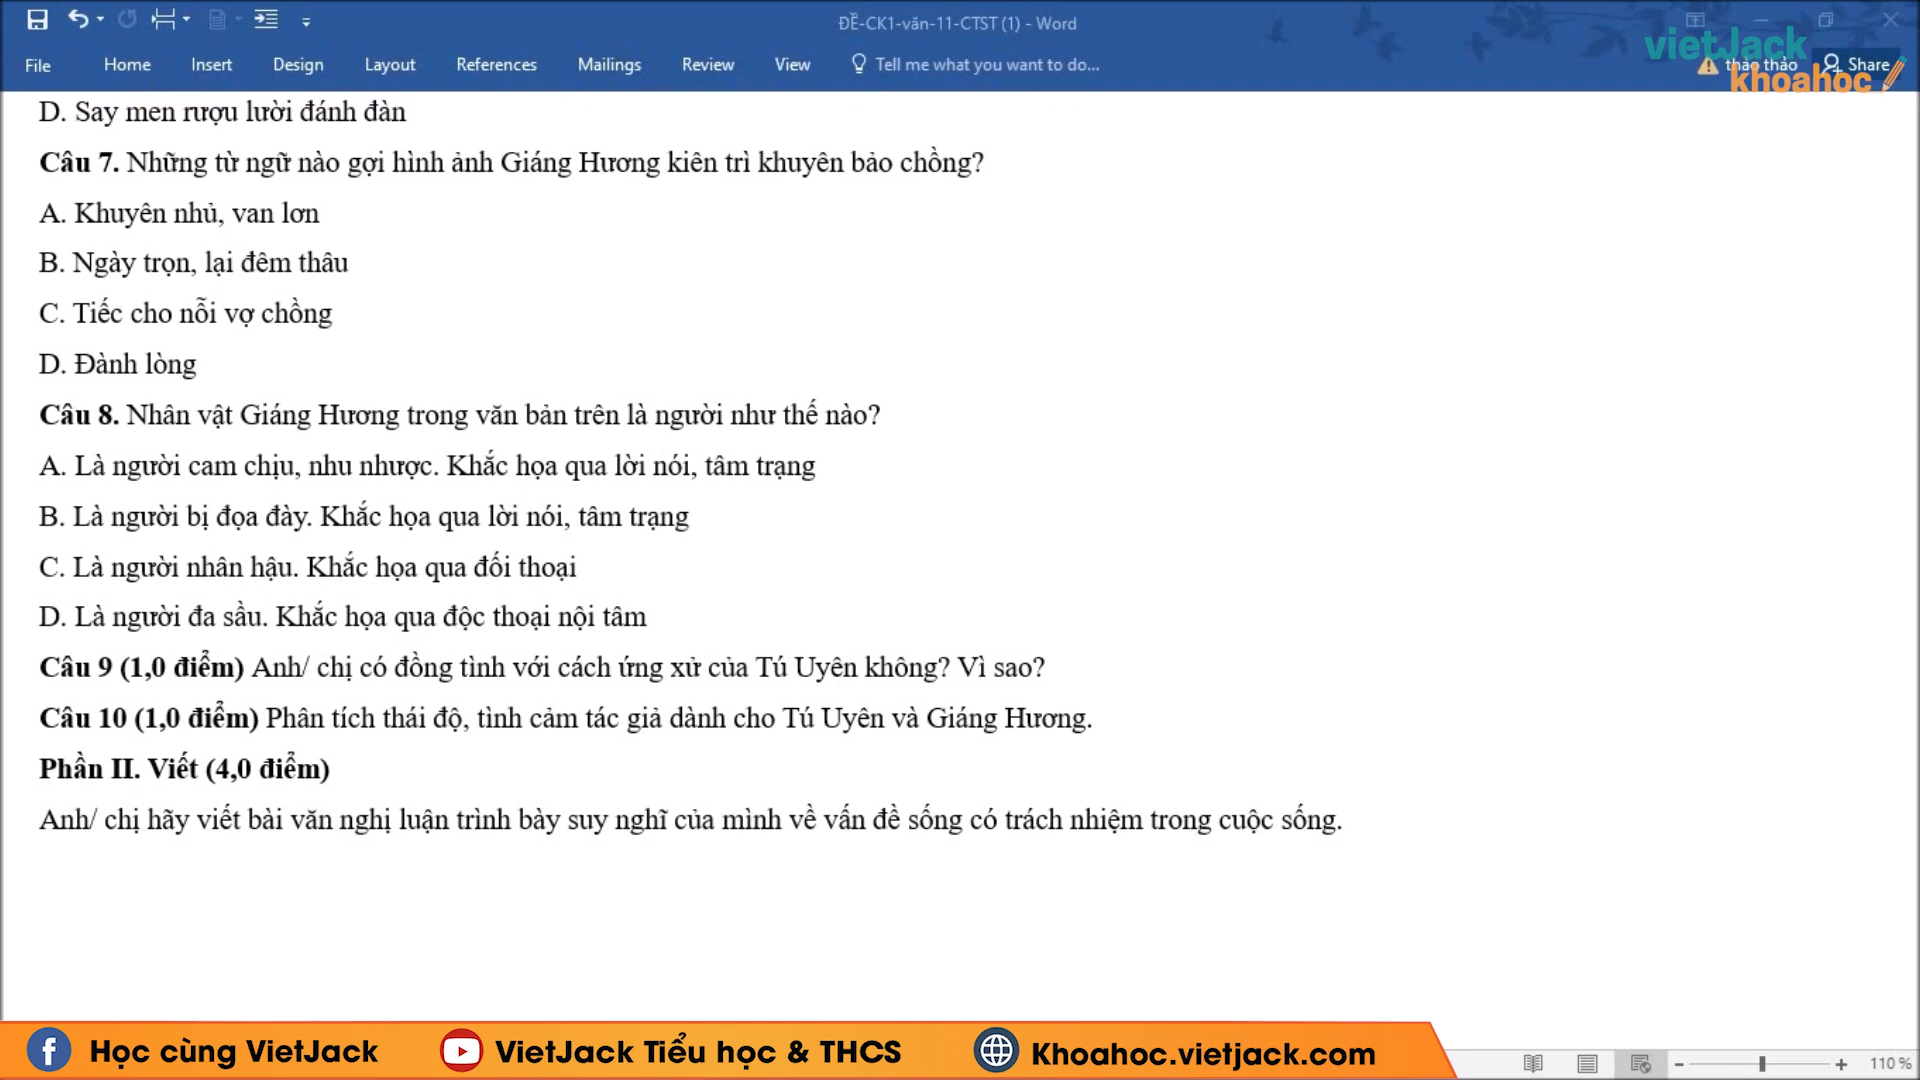 ĐỀ-CK1-văn-11-CTST (1) - Word
File Home Insert Design Layout References Mailings Review View Tell me what you want to do... thảo thảo Share
vietJack
khoahoc
D. Say men rượu lười đánh đàn
Câu 7. Những từ ngữ nào gợi hình ảnh Giáng Hương kiên trì khuyên bảo chồng?
A. Khuyên nhủ, van lơn
B. Ngày trọn, lại đêm thâu
C. Tiếc cho nỗi vợ chồng
D. Đành lòng
Câu 8. Nhân vật Giáng Hương trong văn bản trên là người như thế nào?
A. Là người cam chịu, nhu nhược. Khắc họa qua lời nói, tâm trạng
B. Là người bị đọa đày. Khắc họa qua lời nói, tâm trạng
C. Là người nhân hậu. Khắc họa qua đối thoại
D. Là người đa sầu. Khắc họa qua độc thoại nội tâm
Câu 9 (1,0 điểm) Anh/ chị có đồng tình với cách ứng xử của Tú Uyên không? Vì sao?
Câu 10 (1,0 điểm) Phân tích thái độ, tình cảm tác giả dành cho Tú Uyên và Giáng Hương.
Phần II. Viết (4,0 điểm)
Anh/ chị hãy viết bài văn nghị luận trình bày suy nghĩ của mình về vấn đề sống có trách nhiệm trong cuộc sống.
Học cùng VietJack VietJack Tiểu học & THCS Khoahoc.vietjack.com
110 %